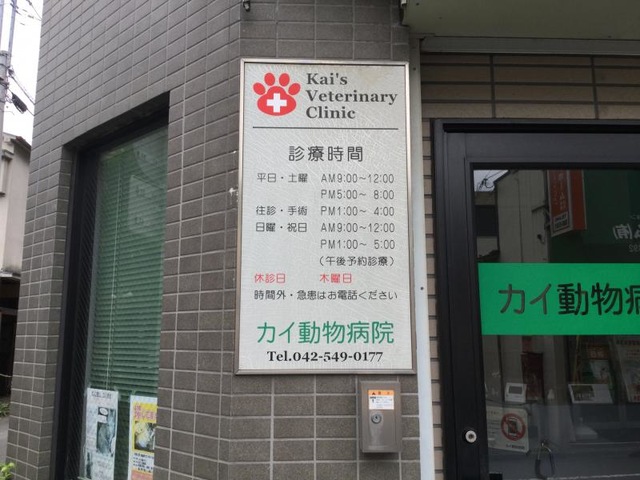 Kai's
Veterinary
Clinic
診療時間
平日・土曜 AM9:00～12:00
PM5:00～ 8:00
往診・手術 PM1:00～ 4:00
日曜・祝日 AM9:00～12:00
PM1:00～ 5:00
（午後予約診療）
休診日 木曜日
時間外・急患はお電話ください
カイ動物病院
Tel.042-549-0177
カイ動物病